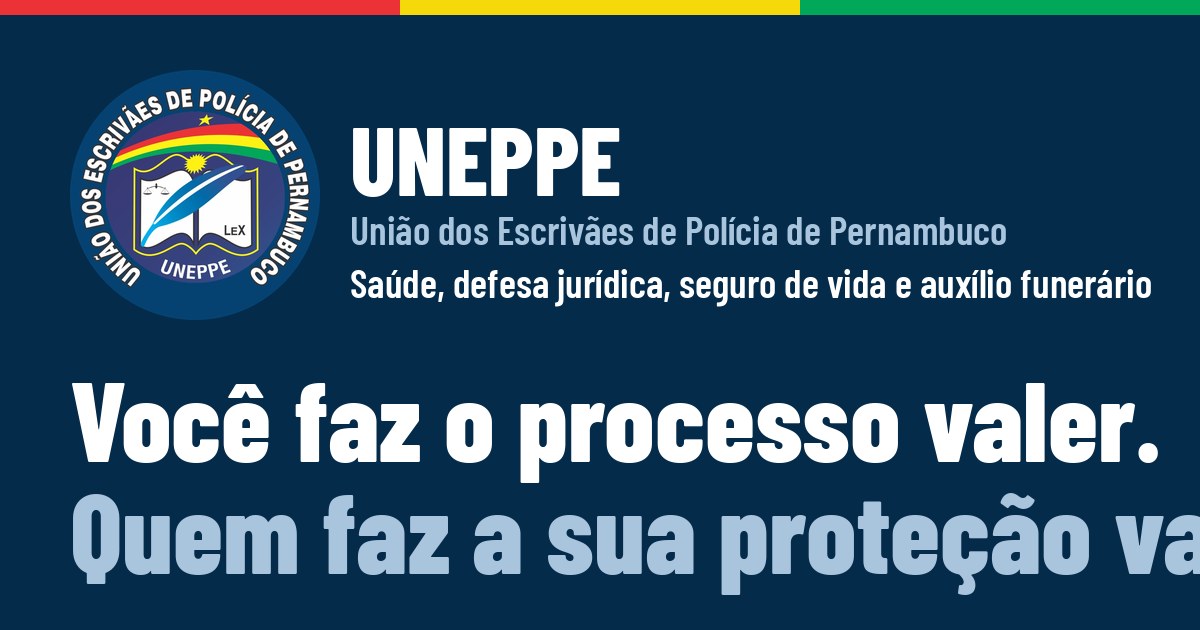 UNIÃO DOS ESCRIVÃES DE POLÍCIA DE PERNAMBUCO
LEX
UNEPPE
UNEPPE
União dos Escrivães de Polícia de Pernambuco
Saúde, defesa jurídica, seguro de vida e auxílio funerário
Você faz o processo valer.
Quem faz a sua proteção va